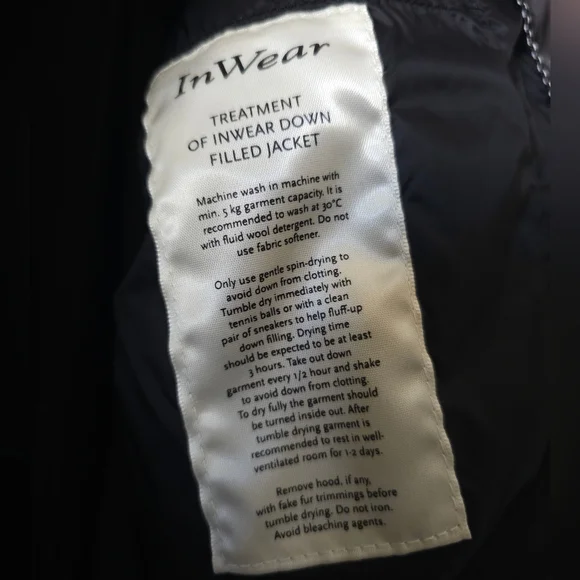 InWear
TREATMENT
OF INWEAR DOWN
FILLED JACKET
Machine wash in machine with
min. 5 kg garment capacity. It is
recommended to wash at 30°C
with fluid wool detergent. Do not
use fabric softener.
Only use gentle spin-drying to
avoid down from clotting.
Tumble dry immediately with
tennis balls or with a clean
pair of sneakers to help fluff-up
down filling. Drying time
should be expected to be at least
3 hours. Take out down
garment every 1/2 hour and shake
to avoid down from clotting.
To dry fully the garment should
be turned inside out. After
tumble drying garment is
recommended to rest in well-
ventilated room for 1-2 days.
Remove hood, if any,
with fake fur trimmings before
tumble drying. Do not iron.
Avoid bleaching agents.